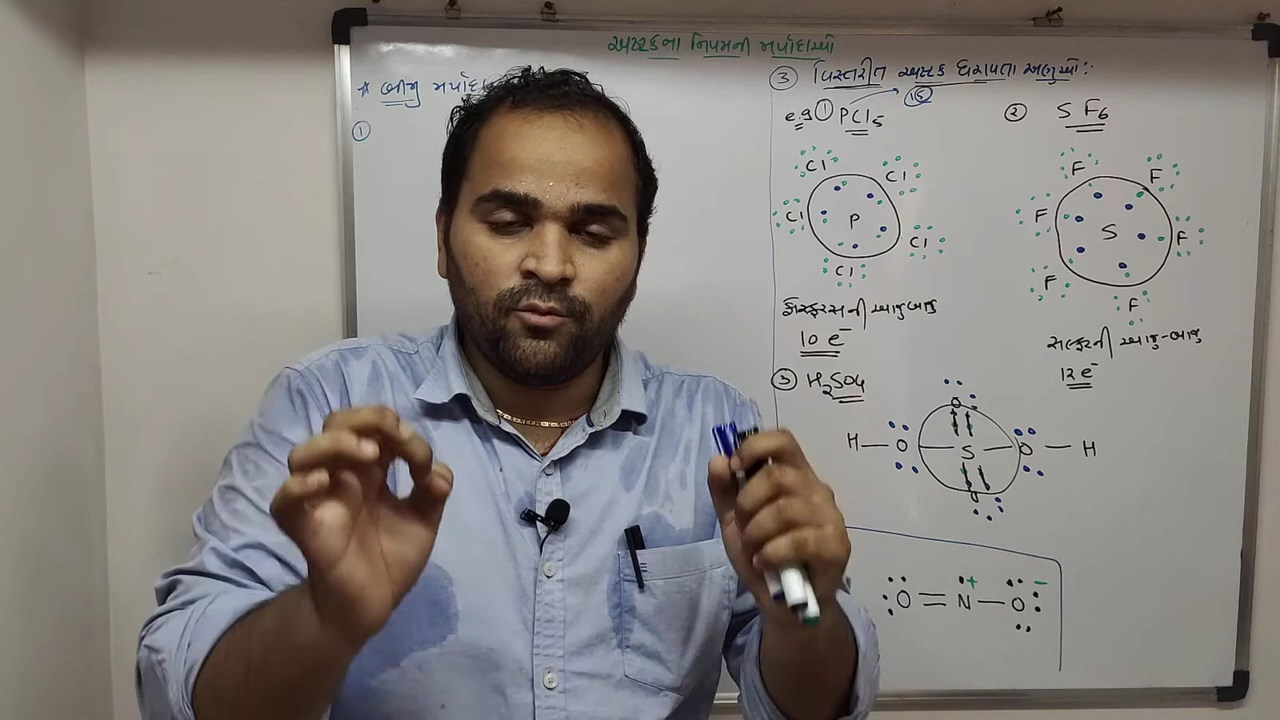 અષ્ટકના નિયમની મર્યાદાઓ
* બીજી મર્યાદા
①
③ વિસ્તરીત અષ્ટક ધરાવતા અણુઓ :
e.g ① PCl5
15
② SF6
Cl Cl
Cl P Cl
Cl
F F
F S F
F F
ફોસ્ફરસની આજુબાજુ
10 e⁻
સલ્ફરની આજુ-બાજુ
12 e⁻
③ H2SO4
O
H — O — S — O — H
O
O = N⁺ — O⁻